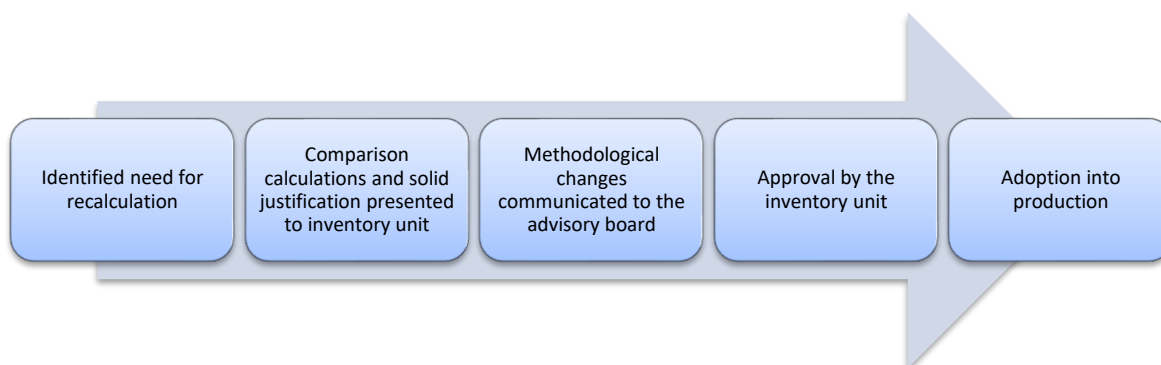 Identified need for
recalculation
Comparison
calculations and solid
justification presented
to inventory unit
Methodological
changes
communicated to the
advisory board
Approval by the
inventory unit
Adoption into
production